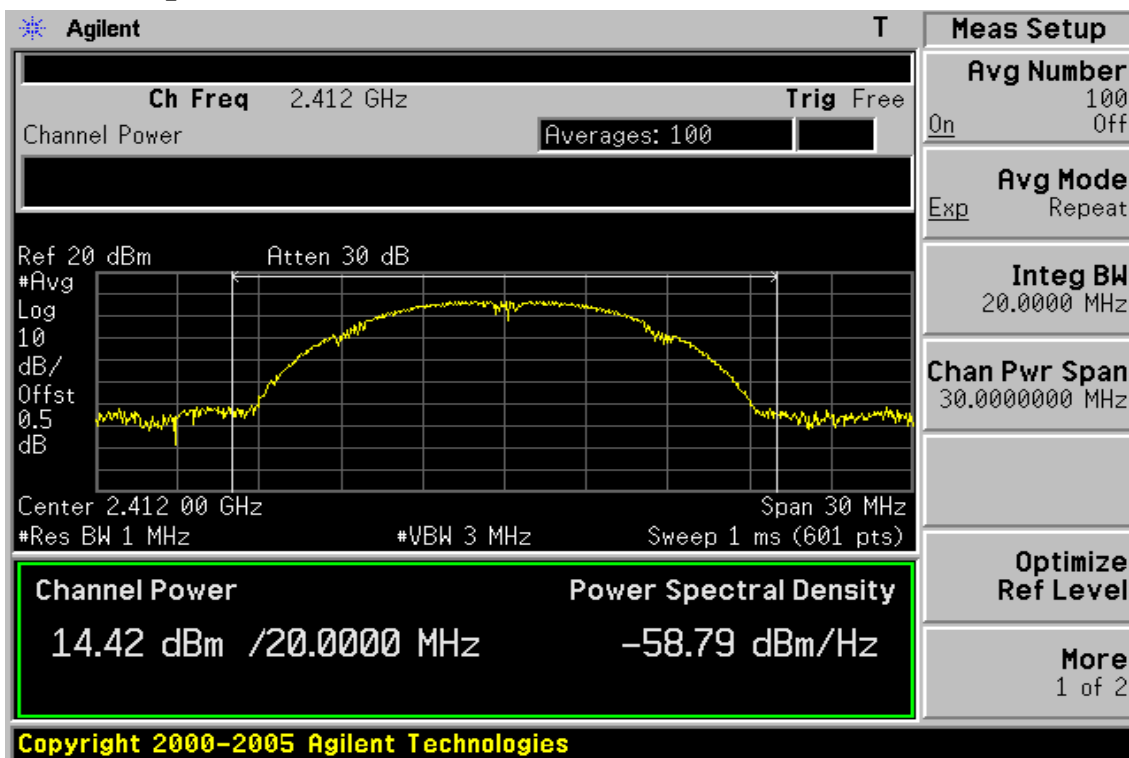 Agilent T Meas Setup
Ch Freq 2.412 GHz Trig Free
Channel Power Averages: 100
Ref 20 dBm Atten 30 dB
#Avg
Log
10
dB/
Offst
0.5
dB
Center 2.412 00 GHz Span 30 MHz
#Res BW 1 MHz #VBW 3 MHz Sweep 1 ms (601 pts)
Channel Power Power Spectral Density
14.42 dBm /20.0000 MHz -58.79 dBm/Hz
Avg Number
100
On Off
Avg Mode
Exp Repeat
Integ BW
20.0000 MHz
Chan Pwr Span
30.0000000 MHz
Optimize
Ref Level
More
1 of 2
Copyright 2000-2005 Agilent Technologies